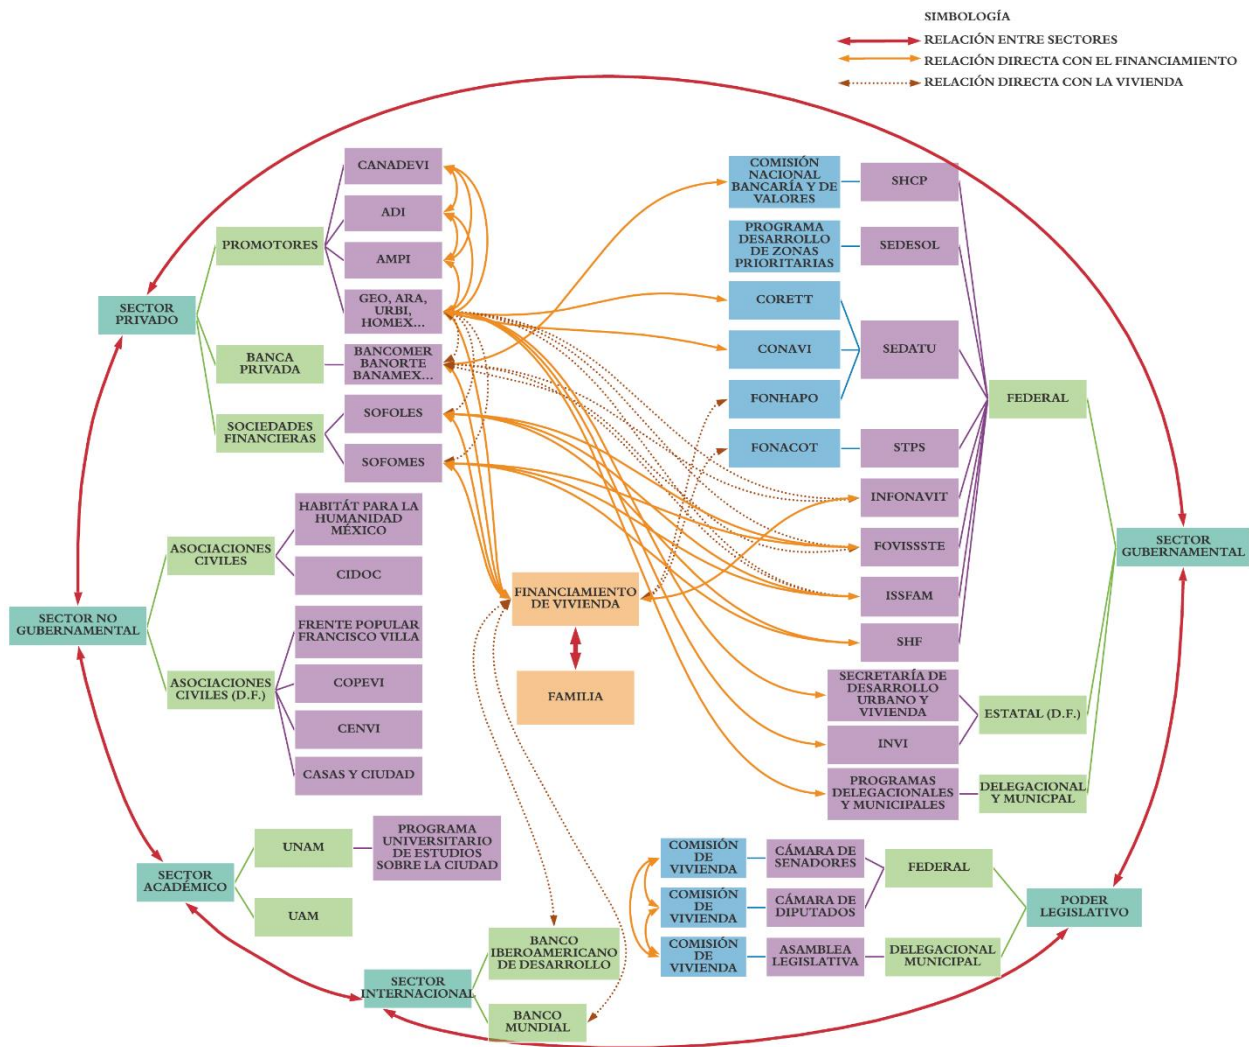 SIMBOLOGÍA
RELACIÓN ENTRE SECTORES
RELACIÓN DIRECTA CON EL FINANCIAMIENTO
RELACIÓN DIRECTA CON LA VIVIENDA
SECTOR
PRIVADO
PROMOTORES
CANADEVI
ADI
AMPI
GEO, ARA,
URBI,
HOMEX...
BANCA
PRIVADA
BANCOMER
BANORTE
BANAMEX...
SOCIEDADES
FINANCIERAS
SOFOLES
SOFOMES
SECTOR NO
GUBERNAMENTAL
ASOCIACIONES
CIVILES
HABITÁT PARA LA
HUMANIDAD
MÉXICO
CIDOC
ASOCIACIONES
CIVILES (D.F.)
FRENTE POPULAR
FRANCISCO VILLA
COPEVI
CENVI
CASAS Y CIUDAD
SECTOR
ACADÉMICO
UNAM
PROGRAMA
UNIVERSITARIO
DE ESTUDIOS
SOBRE LA CIUDAD
UAM
SECTOR
INTERNACIONAL
BANCO
IBEROAMERICANO
DE DESARROLLO
BANCO
MUNDIAL
FINANCIAMIENTO
DE VIVIENDA
FAMILIA
COMISIÓN
NACIONAL
BANCARÍA Y DE
VALORES
SHCP
PROGRAMA
DESARROLLO
DE ZONAS
PRIORITARIAS
SEDESOL
CORETT
CONAVI
FONHAPO
SEDATU
FONACOT
STPS
INFONAVIT
FOVISSSTE
ISSFAM
SHF
FEDERAL
SECTOR
GUBERNAMENTAL
SECRETARÍA DE
DESARROLLO
URBANO Y
VIVIENDA
INVI
ESTATAL (D.F.)
PROGRAMAS
DELEGACIONALES
Y MUNICIPALES
DELEGACIONAL
Y MUNICPAL
COMISIÓN
DE
VIVIENDA
CÁMARA DE
SENADORES
FEDERAL
COMISIÓN
DE
VIVIENDA
CÁMARA DE
DIPUTADOS
PODER
LEGISLATIVO
COMISIÓN
DE
VIVIENDA
ASAMBLEA
LEGISLATIVA
DELEGACIONAL
MUNICIPAL